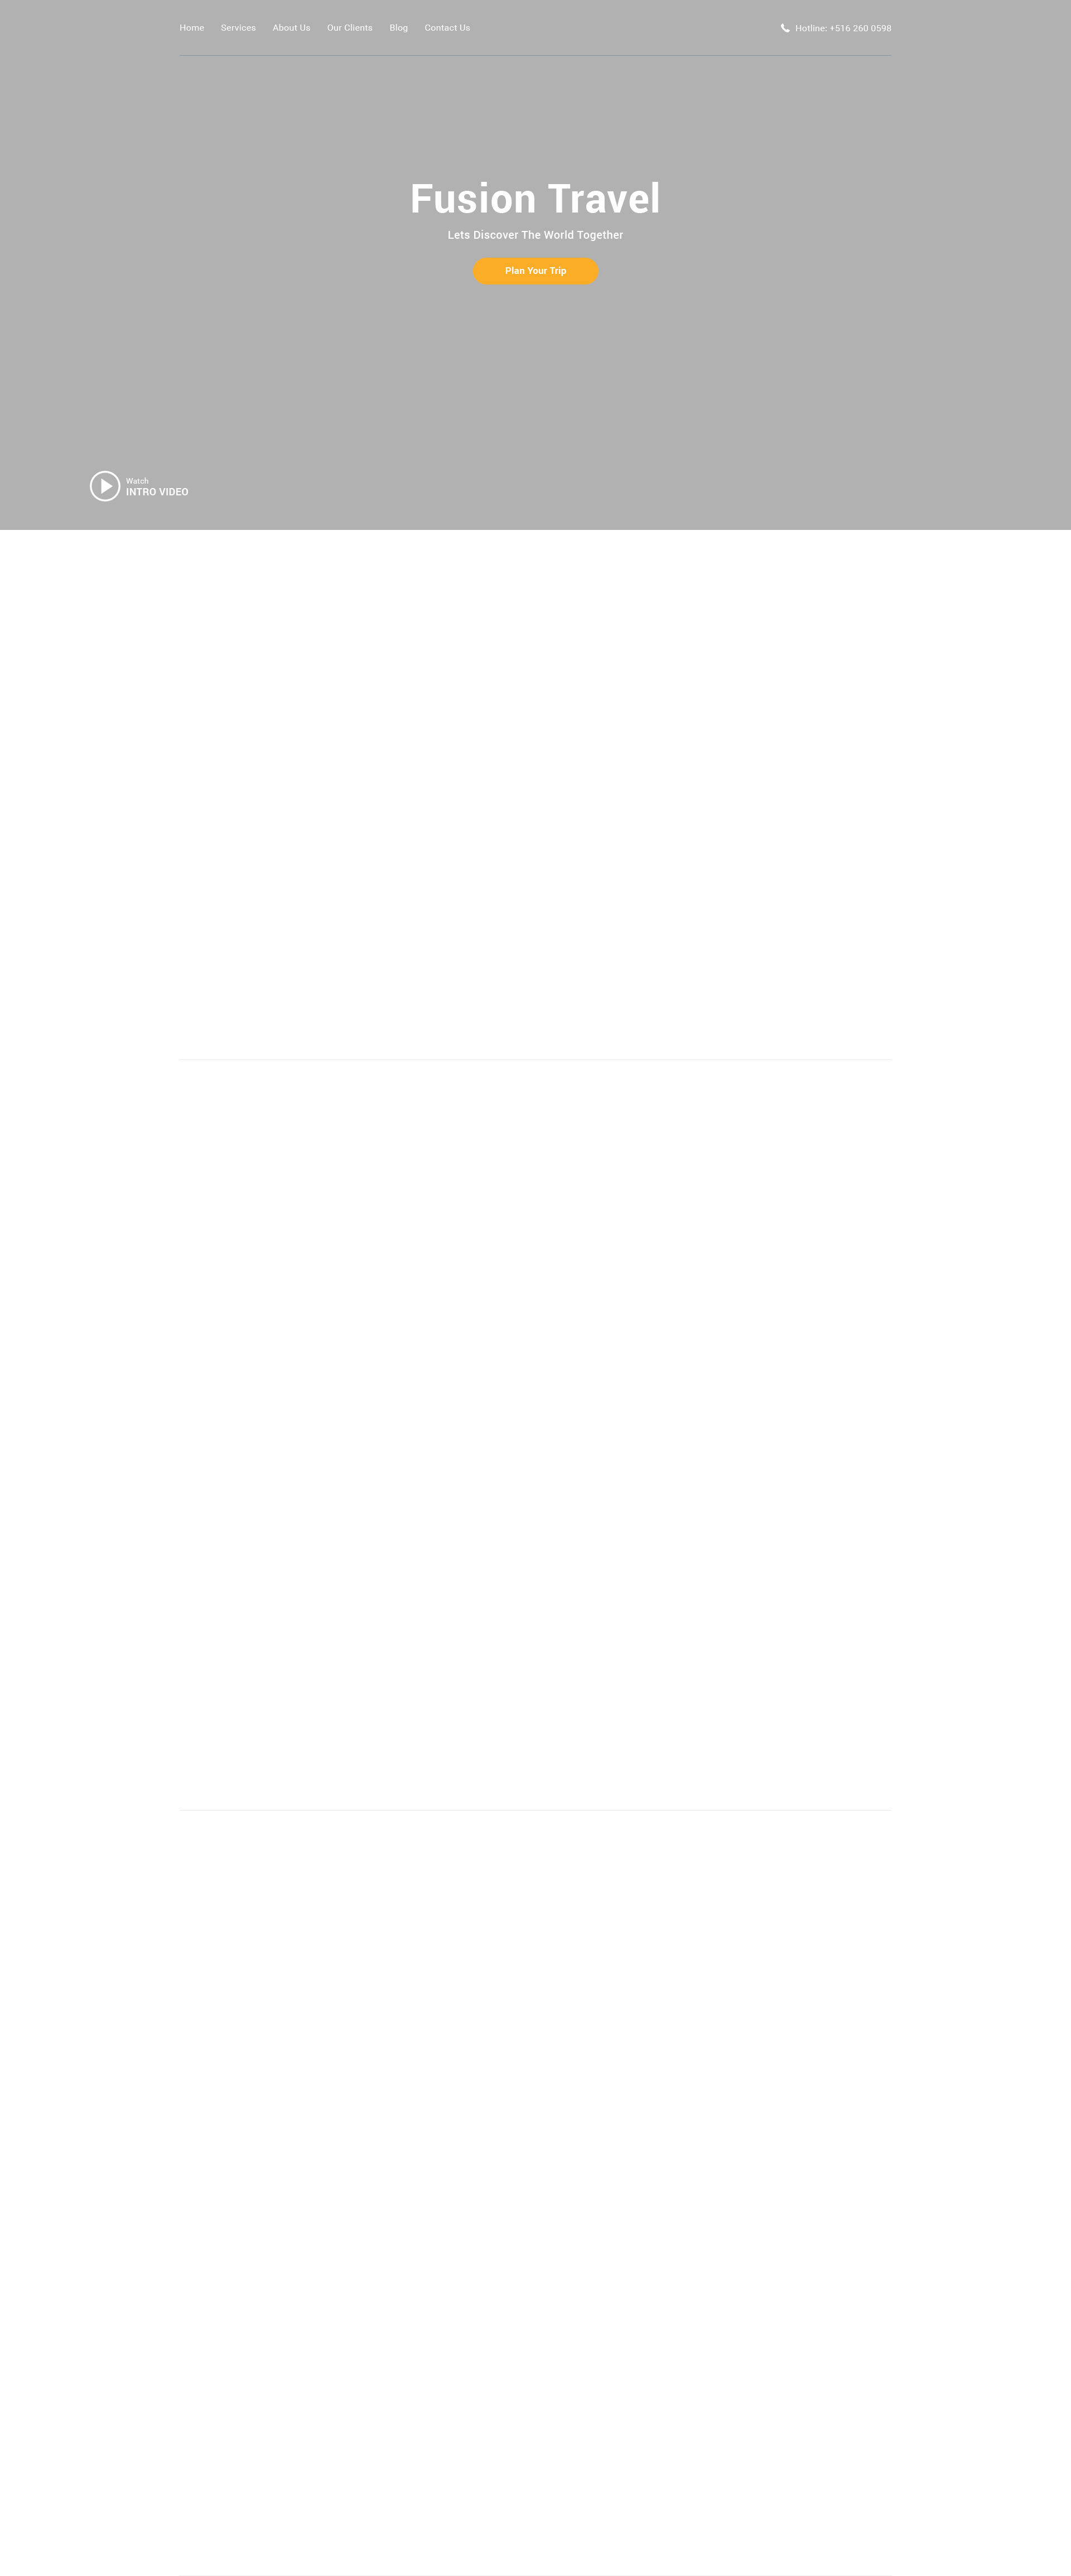 Home Services About Us Our Clients Blog Contact Us Hotline: +516 260 0598
Fusion Travel
Lets Discover The World Together
Plan Your Trip
Watch
INTRO VIDEO